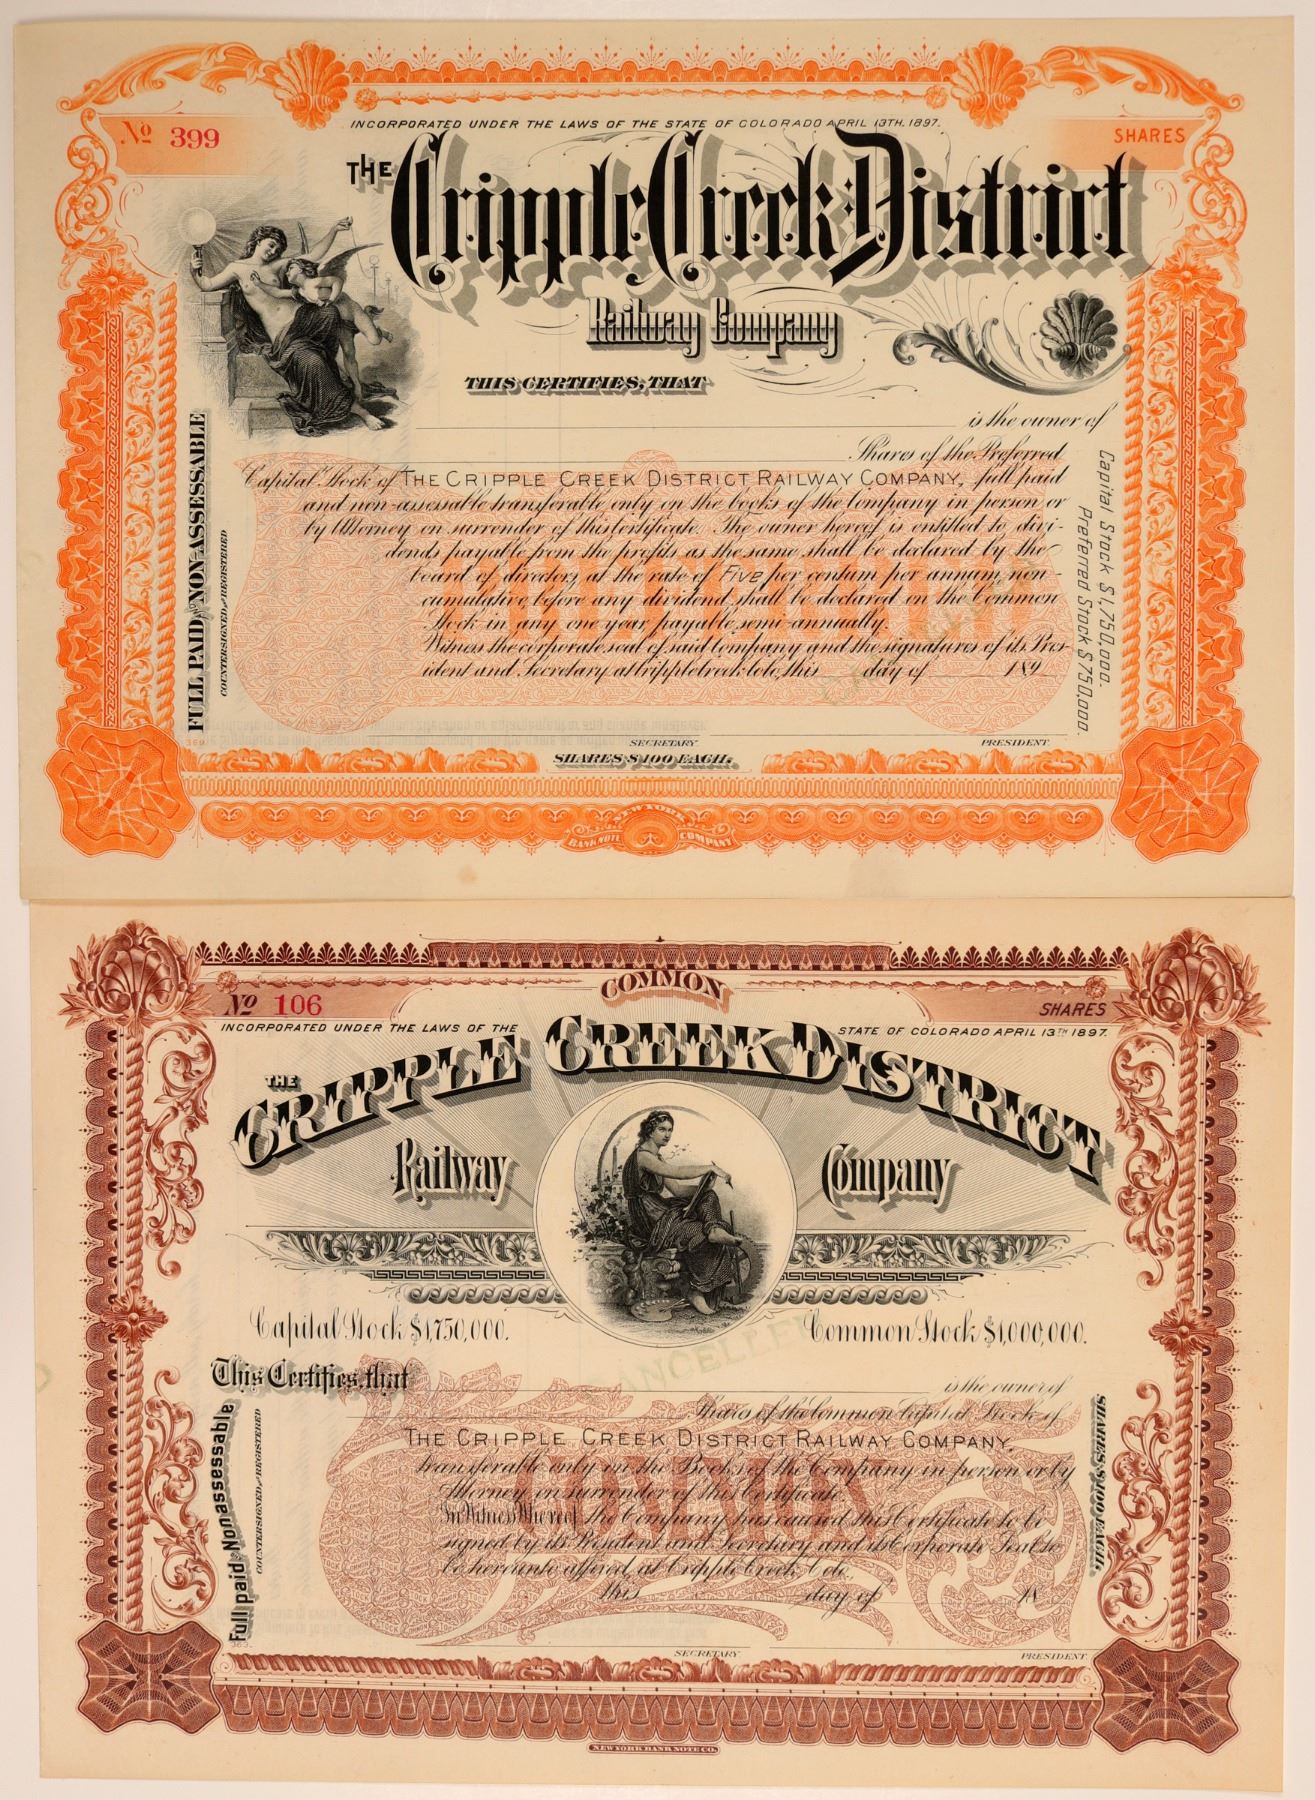 INCORPORATED UNDER THE LAWS OF THE STATE OF COLORADO APRIL 13TH. 1897.
No 399
SHARES
THE Cripple Creek District
Railway Company
THIS CERTIFIES, THAT
is the owner of
Shares of the Preferred
Capital Stock of THE CRIPPLE CREEK DISTRICT RAILWAY COMPANY, full paid
and non-assessable transferable only on the books of the Company in person or
by Attorney on surrender of this Certificate. The owner hereof is entitled to divi-
dends payable from the profits as the same shall be declared by the
board of directors, at the rate of Five per centum per annum, non-
cumulative, before any dividend shall be declared on the Common
Stock in any one year payable semi-annually.
Witness the corporate seal of said Company and the signatures of its Pres-
ident and Secretary at Cripple Creek Colo, this day of 189
FULL PAID AND NON-ASSESSABLE
COUNTERSIGNED AND REGISTERED
Capital Stock $1,750,000.
Preferred Stock $750,000.
369
SECRETARY
PRESIDENT
SHARES $100 EACH.
NEW YORK
BANK NOTE COMPANY
COMMON
No 106
SHARES
INCORPORATED UNDER THE LAWS OF THE STATE OF COLORADO APRIL 13TH 1897.
THE CRIPPLE CREEK DISTRICT
Railway Company
Capital Stock $1,750,000.
Common Stock $1,000,000.
CANCELLED
This Certifies that
is the owner of
Shares of the Common Capital Stock of
THE CRIPPLE CREEK DISTRICT RAILWAY COMPANY.
transferable only on the Books of the Company in person or by
Attorney on surrender of this Certificate.
In Witness Whereof the Company has caused this Certificate to be
signed by its President and Secretary and its Corporate Seal to
be hereunto affixed at Cripple Creek Colo.
this day of 18
Full paid and Non assessable
COUNTERSIGNED AND REGISTERED
SHARES $100 EACH.
369
SECRETARY
PRESIDENT
NEW YORK BANK NOTE CO.